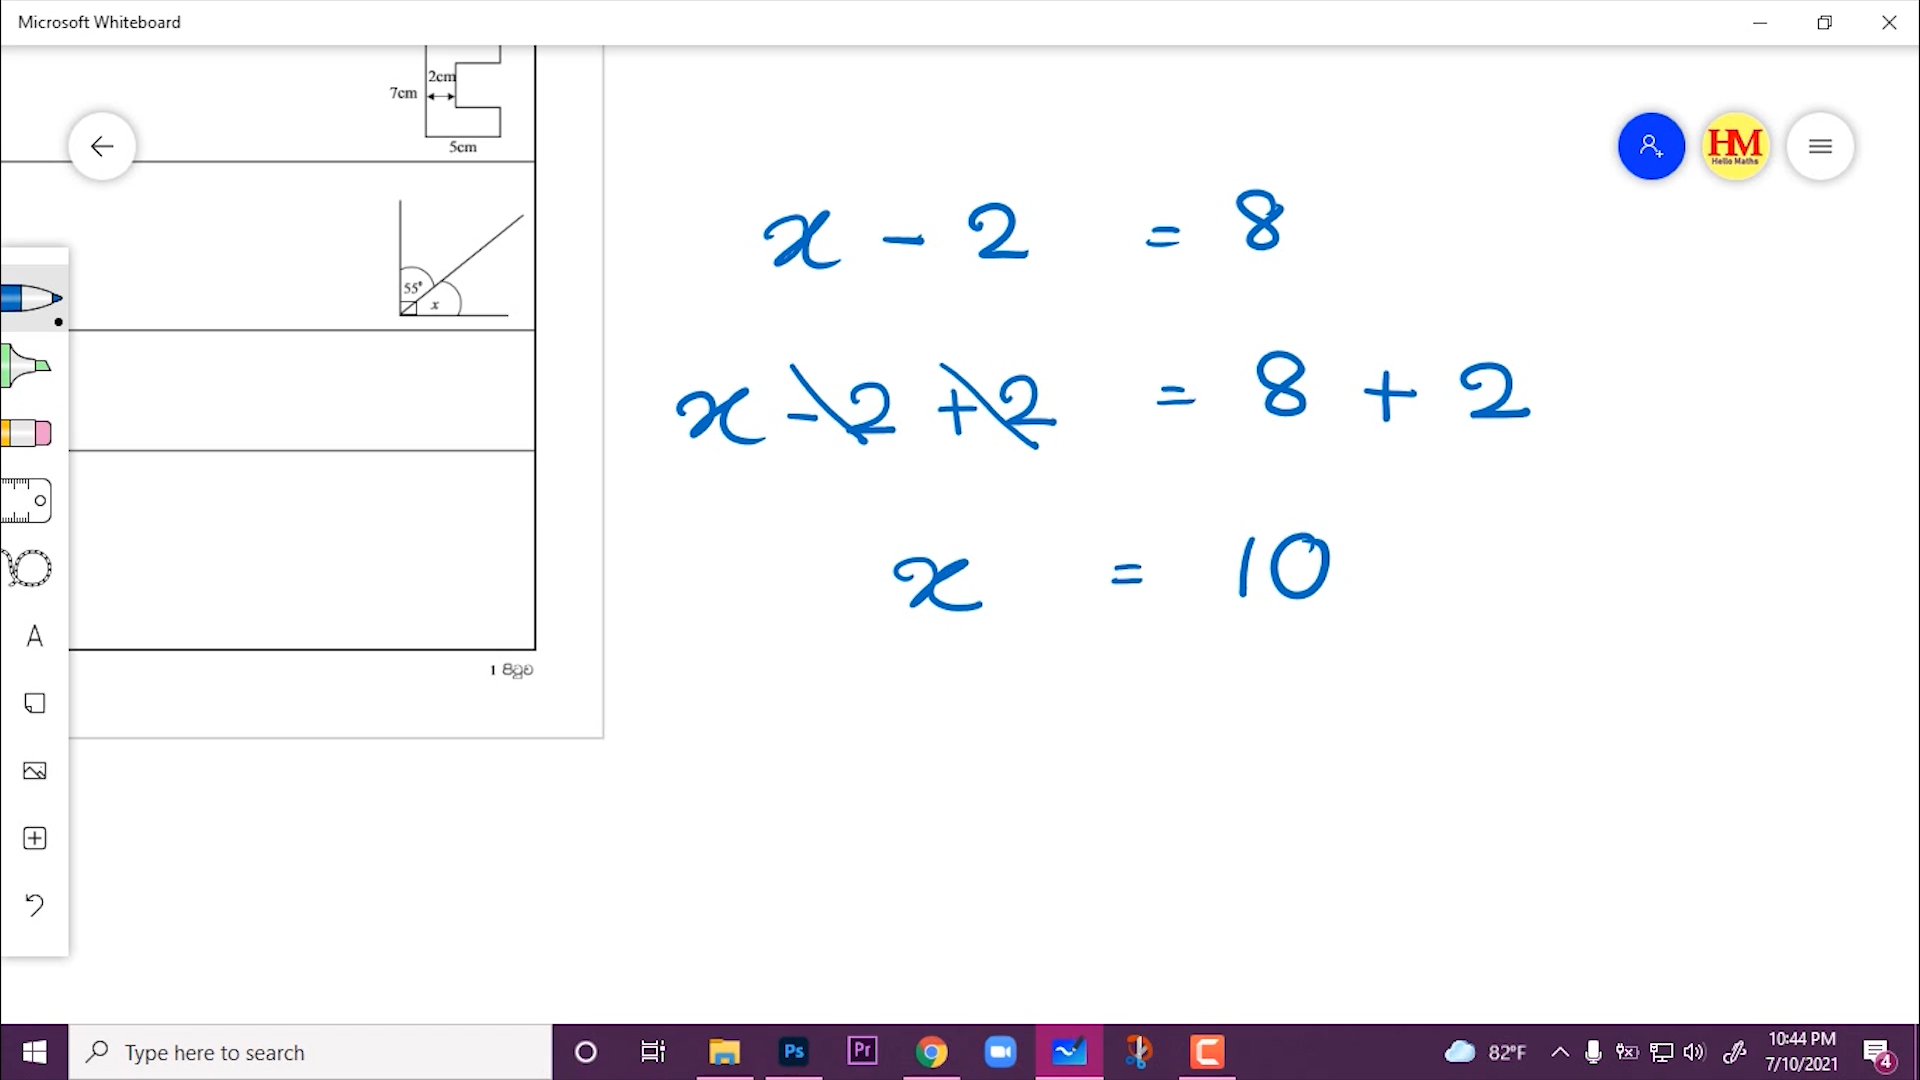 Microsoft Whiteboard
2cm
7cm
5cm
HM
Hello Maths
x - 2 = 8
55°
x
x - 2 + 2 = 8 + 2
x = 10
A
1 පිටුව
Type here to search
Ps
Pr
82°F
10:44 PM
7/10/2021
4